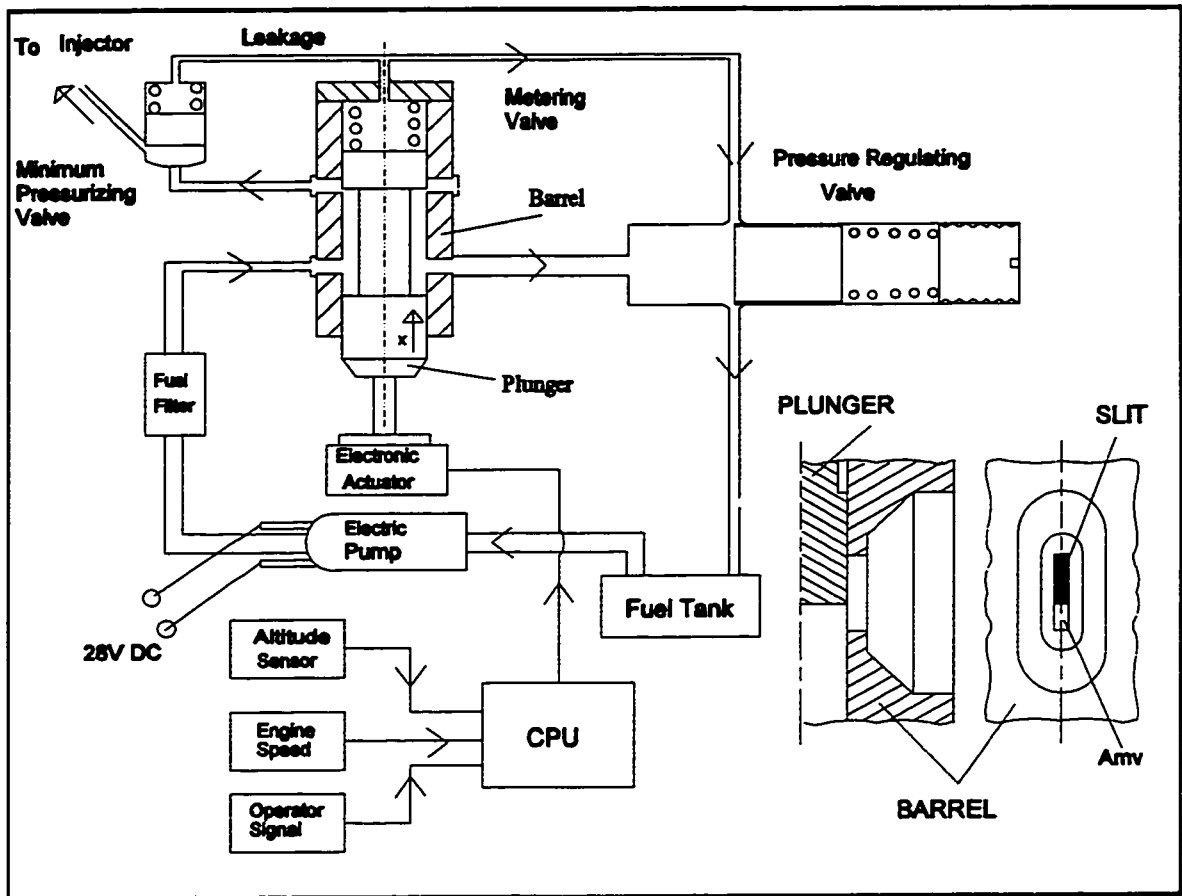 To Injector
Leakage
Metering
Valve
Pressure Regulating
Valve
Minimum
Pressurizing
Valve
Barrel
x
Plunger
Fuel
Filter
Electronic
Actuator
Electric
Pump
Fuel Tank
28V DC
Altitude
Sensor
Engine
Speed
Operator
Signal
CPU
PLUNGER
SLIT
Amv
BARREL